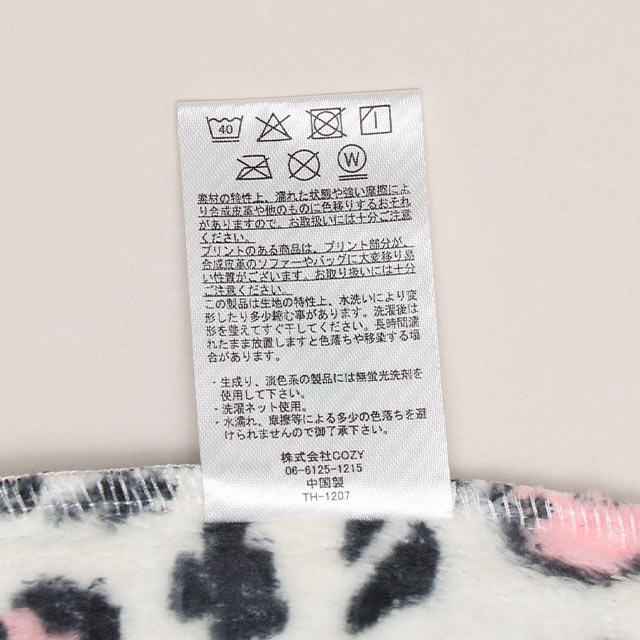 40
W
素材の特性上、濡れた状態や強い摩擦によ
り合成皮革や他のものに色移りするおそれ
がありますので、お取扱いには十分ご注意
ください。
プリントのある商品は、プリント部分が、
合成皮革のソファーやバッグに大変移り易
い性質がございます。お取り扱いには十分
ご注意ください。
この製品は生地の特性上、水洗いにより変
形したり多少縮む事があります。洗濯後は
形を整えてすぐ干してください。長時間濡
れたまま放置しますと色落ちや移染する場
合があります。
・生成り、淡色系の製品には無蛍光洗剤を
使用して下さい。
・洗濯ネット使用。
・水濡れ、摩擦等による多少の色落ちを避
けられませんので御了承下さい。
株式会社COZY
06-6125-1215
中国製
TH-1207